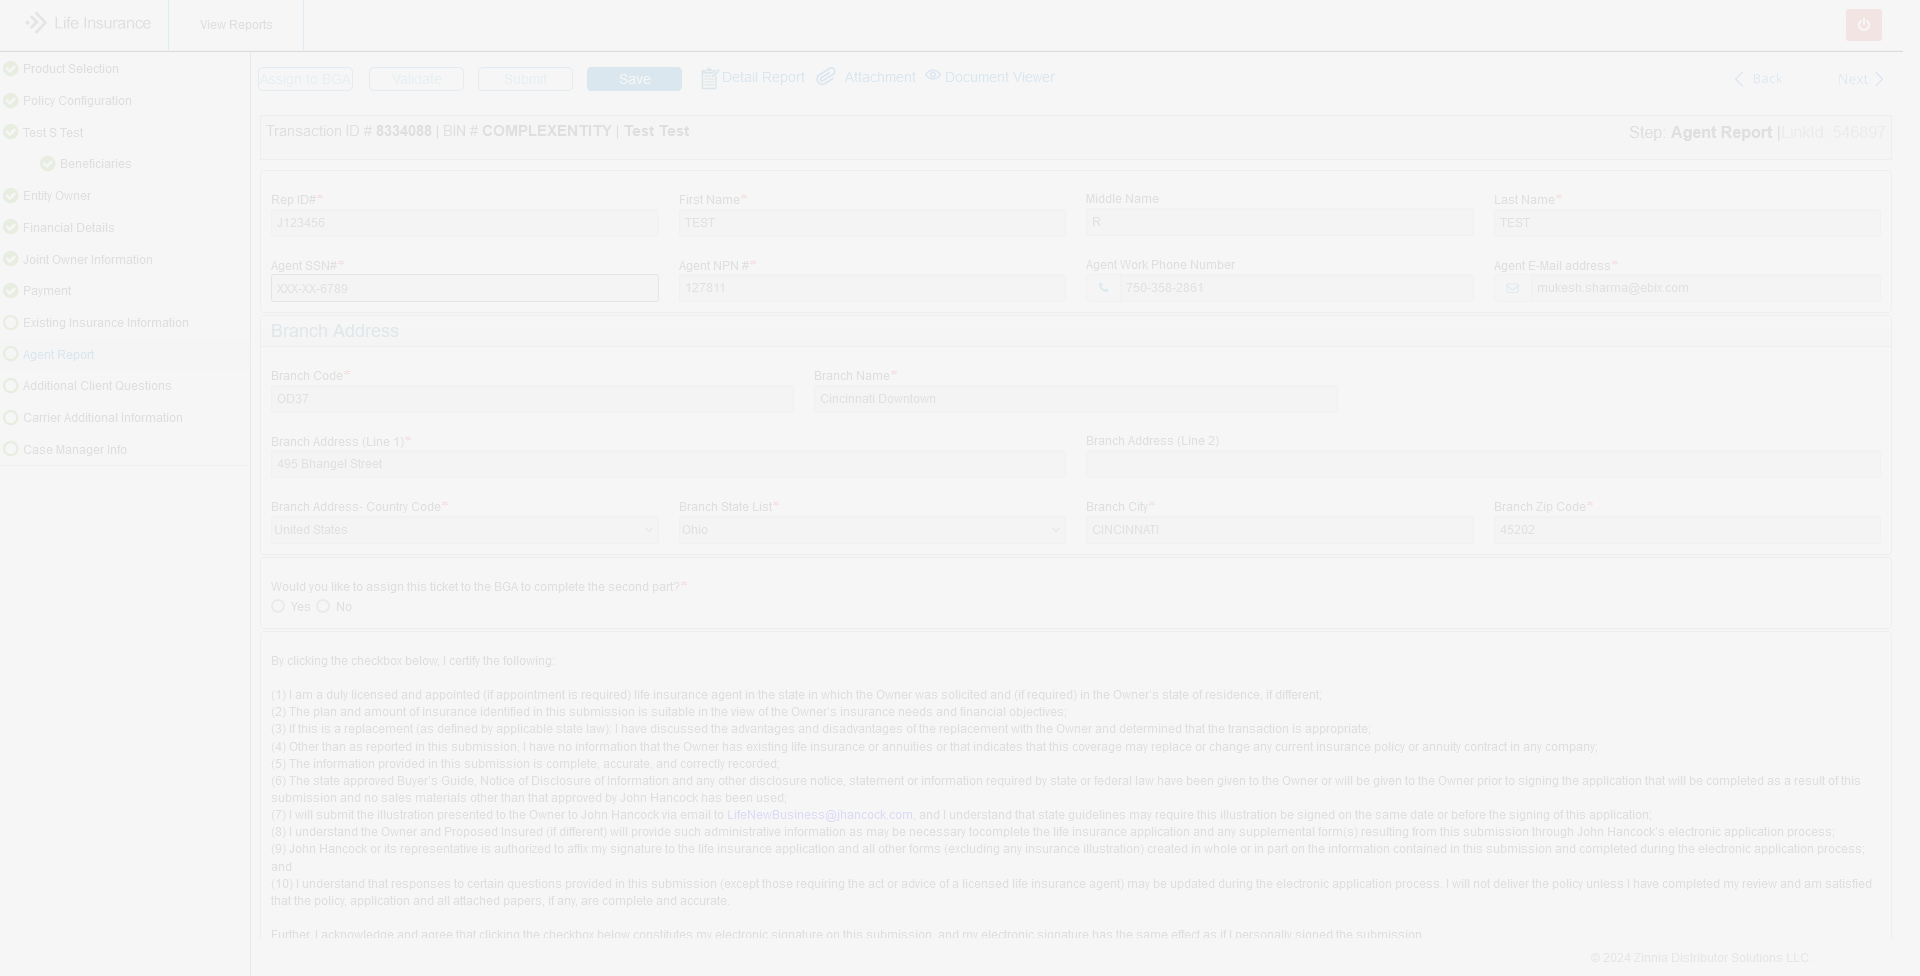 Life Insurance
View Reports
Product Selection
Policy Configuration
Test S Test
Beneficiaries
Entity Owner
Financial Details
Joint Owner Information
Payment
Existing Insurance Information
Agent Report
Additional Client Questions
Carrier Additional Information
Case Manager Info
Assign to BGA Validate Submit Save Detail Report Attachment Document Viewer Back Next
Transaction ID # 8334088 | BIN # COMPLEXENTITY | Test Test Step: Agent Report |LinkId: 546897
Rep ID#* First Name* Middle Name Last Name*
J123456 TEST R TEST
Agent SSN#* Agent NPN #* Agent Work Phone Number Agent E-Mail address*
XXX-XX-6789 127811 750-358-2861 mukesh.sharma@ebix.com
Branch Address
Branch Code* Branch Name*
OD37 Cincinnati Downtown
Branch Address (Line 1)* Branch Address (Line 2)
495 Bhangel Street
Branch Address- Country Code* Branch State List* Branch City* Branch Zip Code*
United States Ohio CINCINNATI 45202
Would you like to assign this ticket to the BGA to complete the second part?*
Yes No
By clicking the checkbox below, I certify the following:
(1) I am a duly licensed and appointed (if appointment is required) life insurance agent in the state in which the Owner was solicited and (if required) in the Owner's state of residence, if different;
(2) The plan and amount of insurance identified in this submission is suitable in the view of the Owner's insurance needs and financial objectives;
(3) If this is a replacement (as defined by applicable state law): I have discussed the advantages and disadvantages of the replacement with the Owner and determined that the transaction is appropriate;
(4) Other than as reported in this submission, I have no information that the Owner has existing life insurance or annuities or that indicates that this coverage may replace or change any current insurance policy or annuity contract in any company;
(5) The information provided in this submission is complete, accurate, and correctly recorded;
(6) The state approved Buyer's Guide, Notice of Disclosure of Information and any other disclosure notice, statement or information required by state or federal law have been given to the Owner or will be given to the Owner prior to signing the application that will be completed as a result of this
submission and no sales materials other than that approved by John Hancock has been used;
(7) I will submit the illustration presented to the Owner to John Hancock via email to LifeNewBusiness@jhancock.com, and I understand that state guidelines may require this illustration be signed on the same date or before the signing of this application;
(8) I understand the Owner and Proposed Insured (if different) will provide such administrative information as may be necessary tocomplete the life insurance application and any supplemental form(s) resulting from this submission through John Hancock's electronic application process;
(9) John Hancock or its representative is authorized to affix my signature to the life insurance application and all other forms (excluding any insurance illustration) created in whole or in part on the information contained in this submission and completed during the electronic application process;
and
(10) I understand that responses to certain questions provided in this submission (except those requiring the act or advice of a licensed life insurance agent) may be updated during the electronic application process. I will not deliver the policy unless I have completed my review and am satisfied
that the policy, application and all attached papers, if any, are complete and accurate.
Further, I acknowledge and agree that clicking the checkbox below constitutes my electronic signature on this submission, and my electronic signature has the same effect as if I personally signed the submission.
© 2024 Zinnia Distributor Solutions LLC